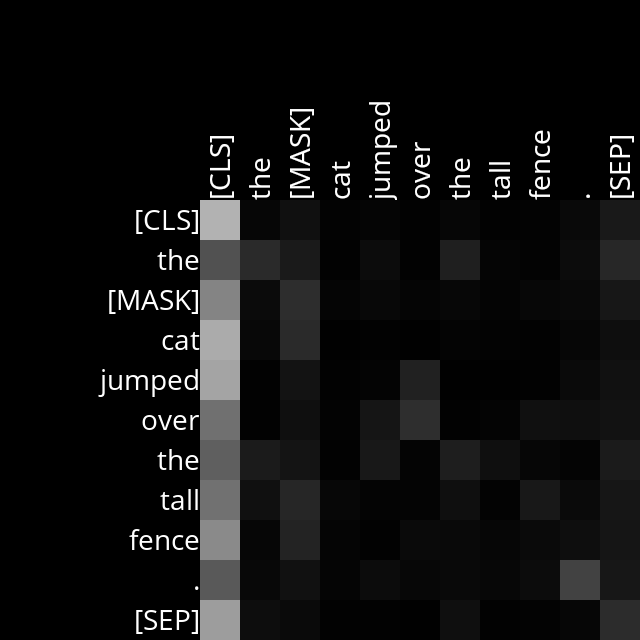 [CLS] the [MASK] cat jumped over the tall fence . [SEP]
[CLS]
the
[MASK]
cat
jumped
over
the
tall
fence
.
[SEP]